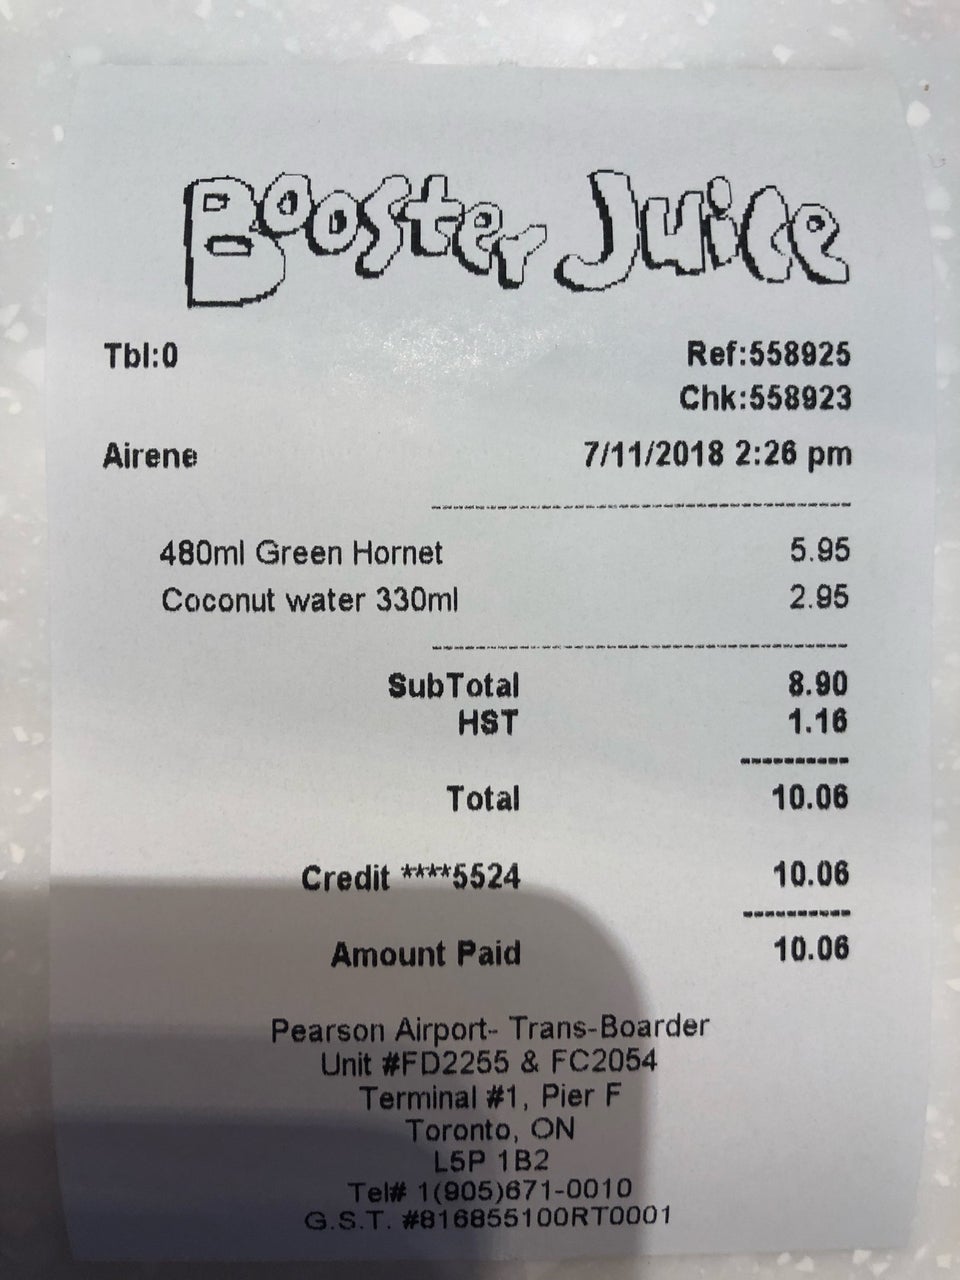 Booster Juice
Tbl:0 Ref:558925
Chk:558923
Airene 7/11/2018 2:26 pm
480ml Green Hornet 5.95
Coconut water 330ml 2.95
SubTotal 8.90
HST 1.16
Total 10.06
Credit ****5524 10.06
Amount Paid 10.06
Pearson Airport- Trans-Boarder
Unit #FD2255 & FC2054
Terminal #1, Pier F
Toronto, ON
L5P 1B2
Tel# 1(905)671-0010
G.S.T. #816855100RT0001